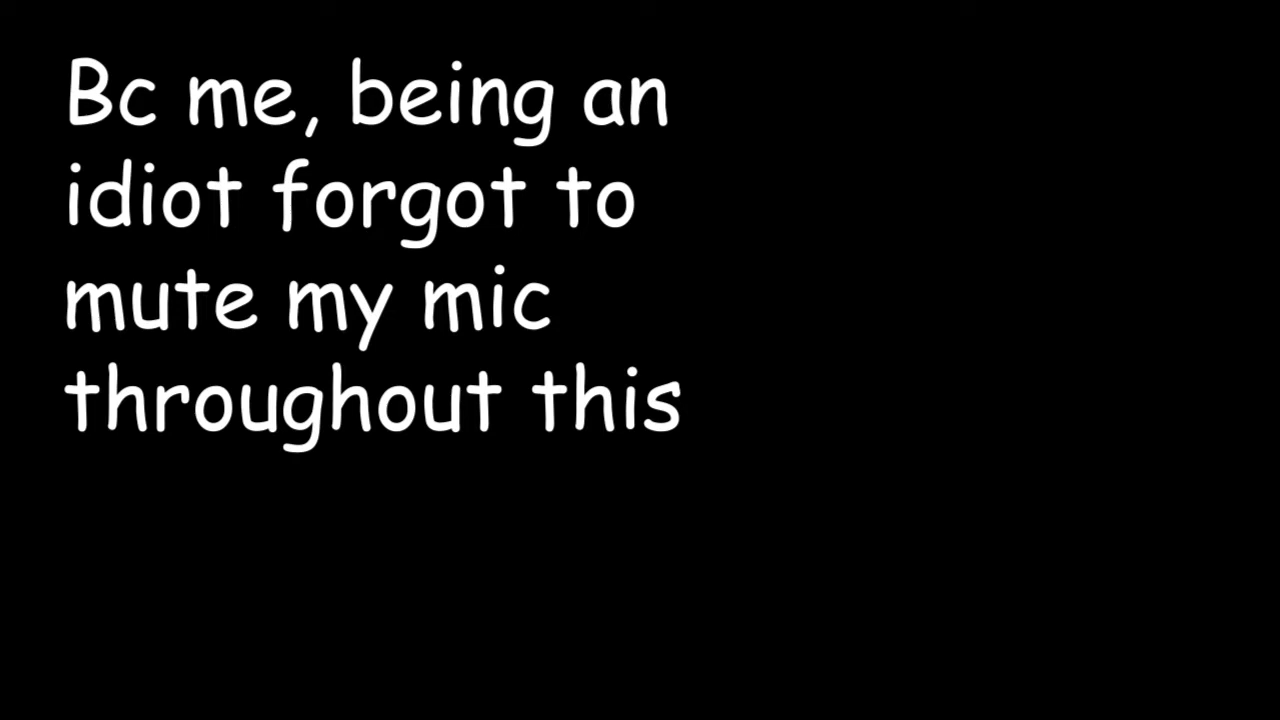 Bc me, being an
idiot forgot to
mute my mic
throughout this